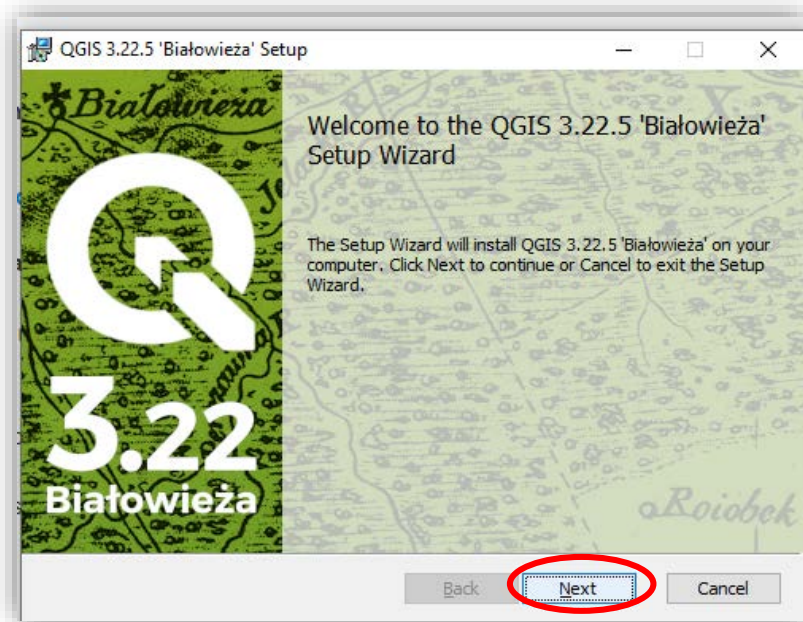 QGIS 3.22.5 'Białowieża' Setup
Białowieża
Welcome to the QGIS 3.22.5 'Białowieża'
Setup Wizard
The Setup Wizard will install QGIS 3.22.5 'Białowieża' on your
computer. Click Next to continue or Cancel to exit the Setup
Wizard.
3.22
Białowieża
Roiobek
Back
Next
Cancel